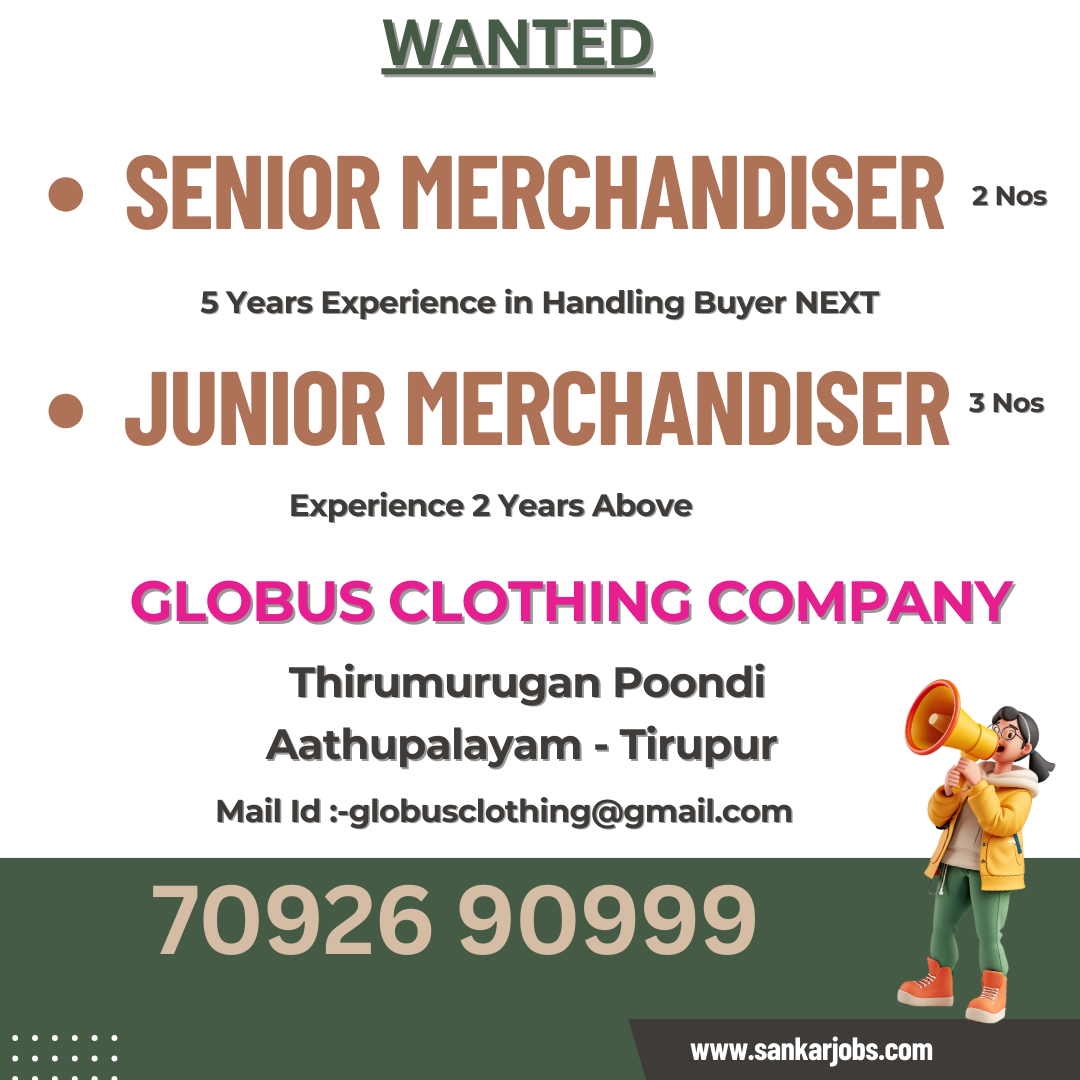 WANTED
• SENIOR MERCHANDISER 2 Nos
5 Years Experience in Handling Buyer NEXT
• JUNIOR MERCHANDISER 3 Nos
Experience 2 Years Above
GLOBUS CLOTHING COMPANY
Thirumurugan Poondi
Aathupalayam - Tirupur
Mail Id :-globusclothing@gmail.com
70926 90999
www.sankarjobs.com